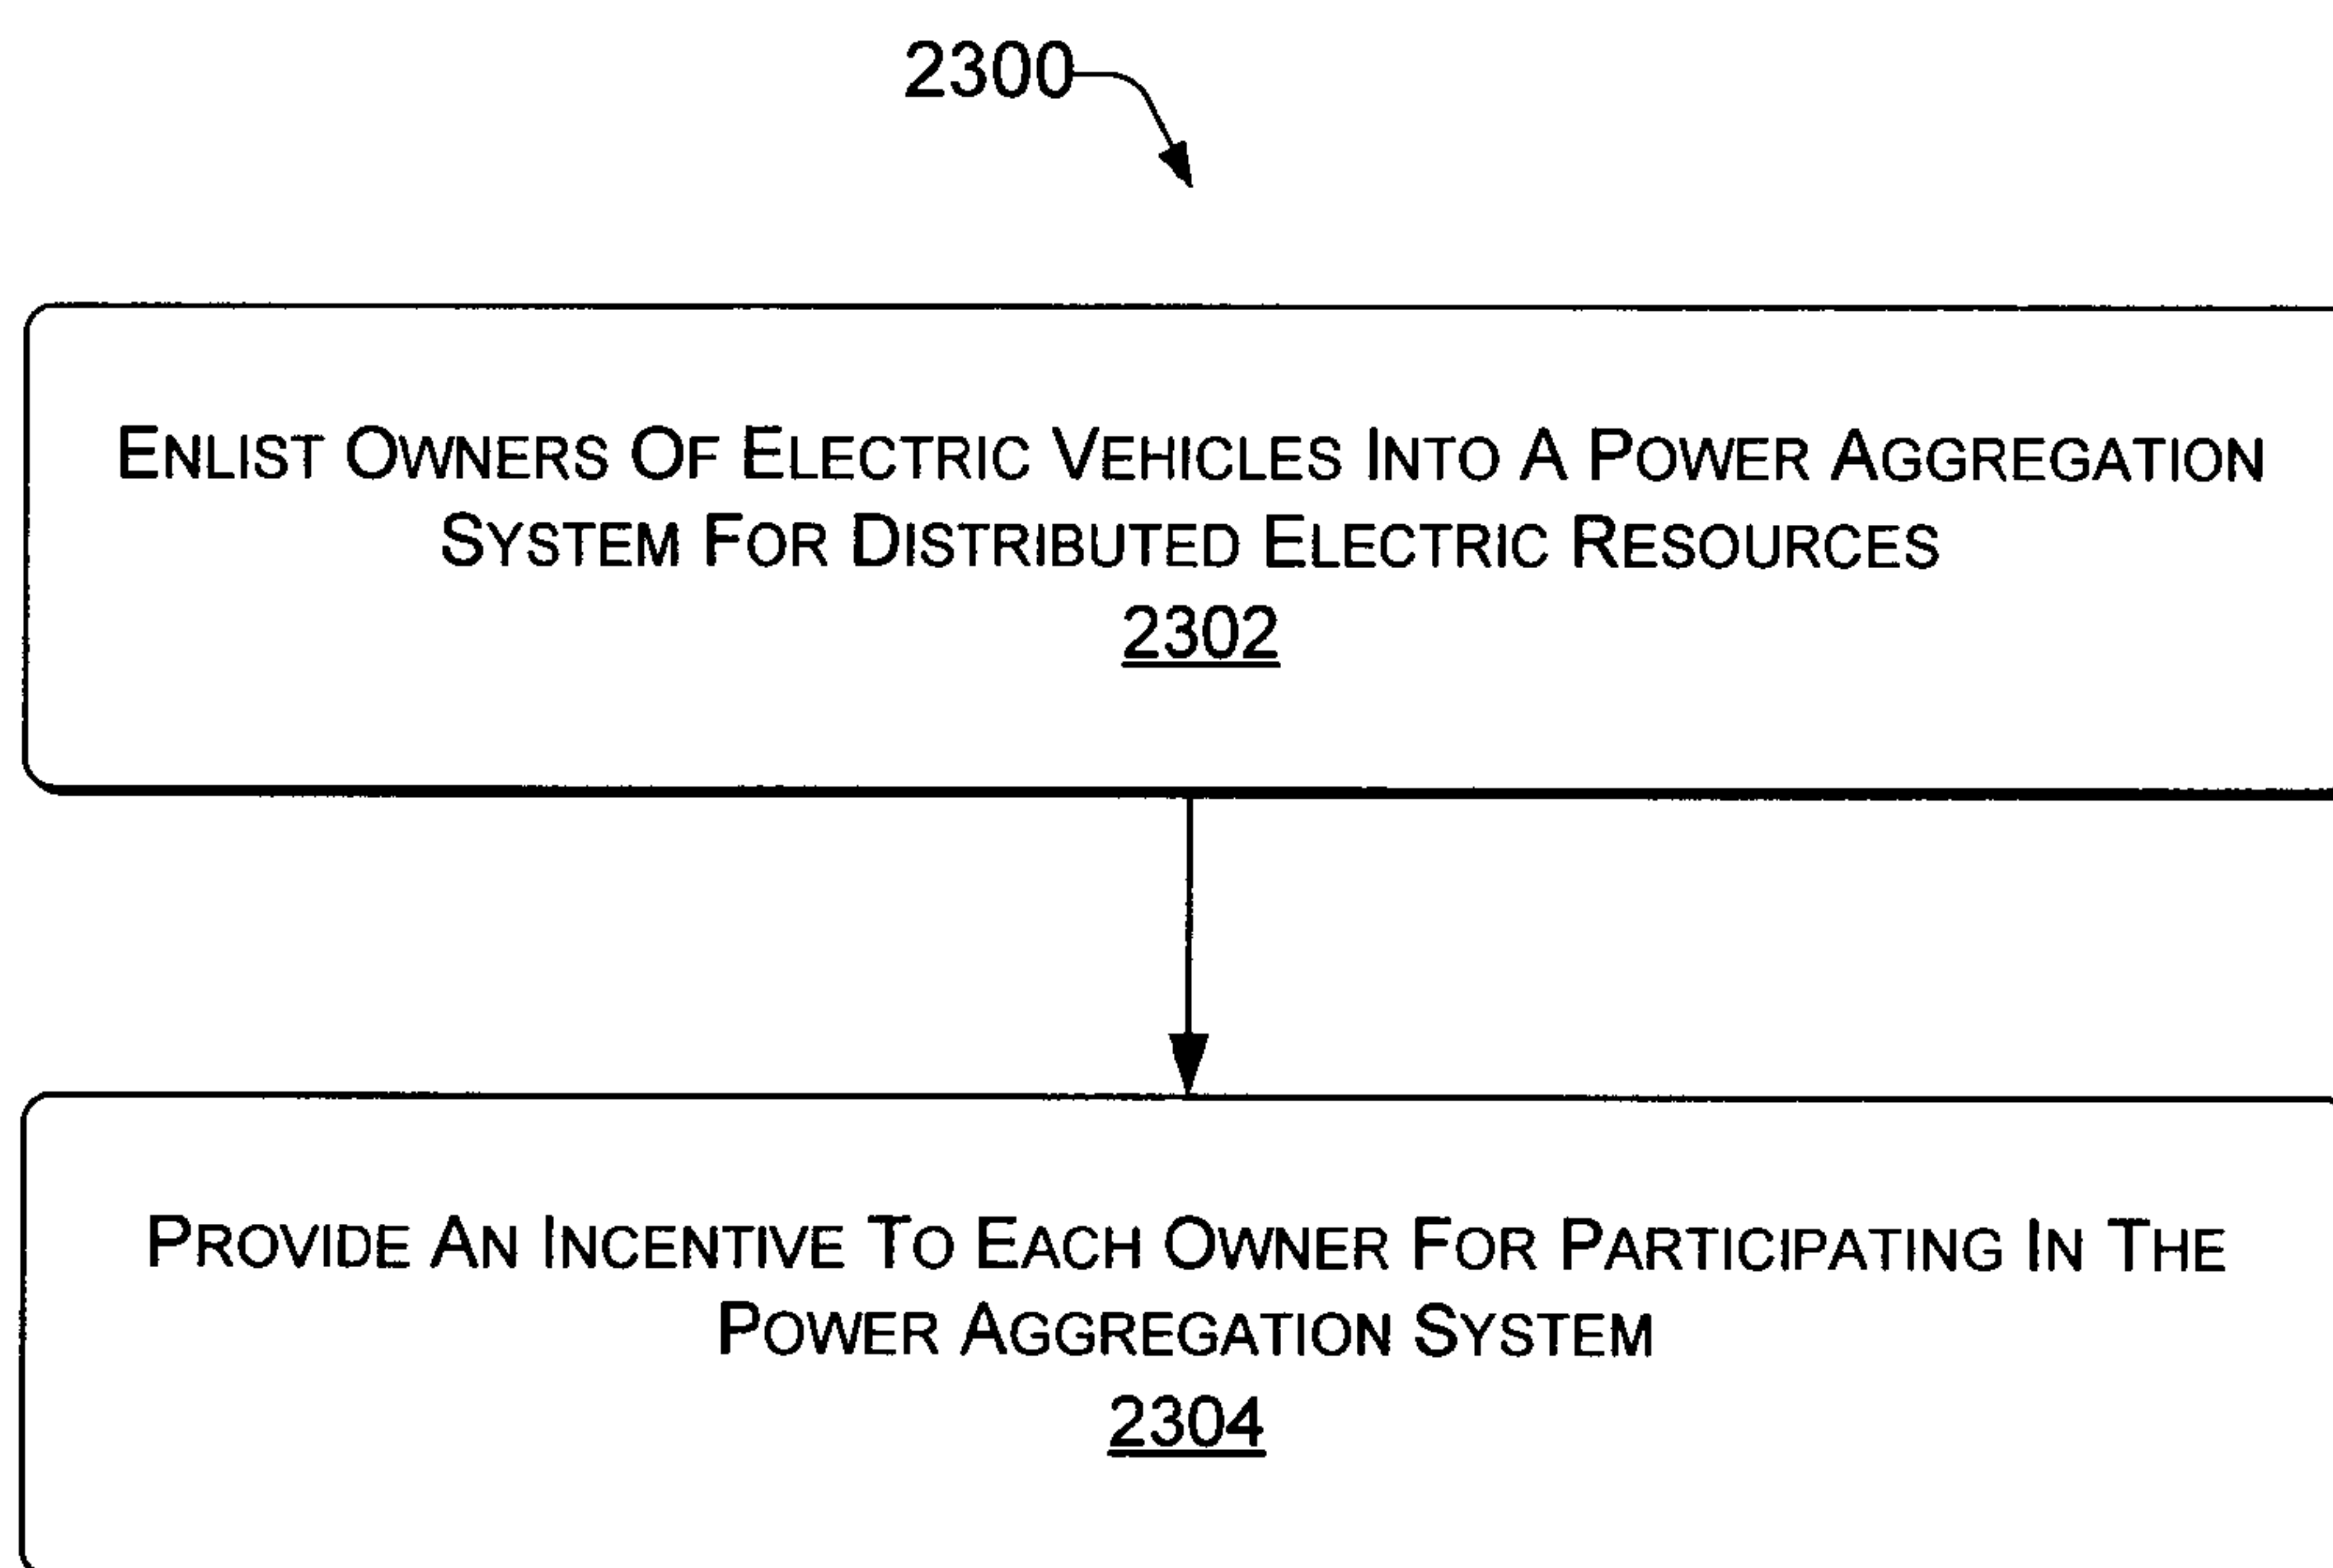 2300
ENLIST OWNERS OF ELECTRIC VEHICLES INTO A POWER AGGREGATION
SYSTEM FOR DISTRIBUTED ELECTRIC RESOURCES
2302
PROVIDE AN INCENTIVE TO EACH OWNER FOR PARTICIPATING IN THE
POWER AGGREGATION SYSTEM
2304